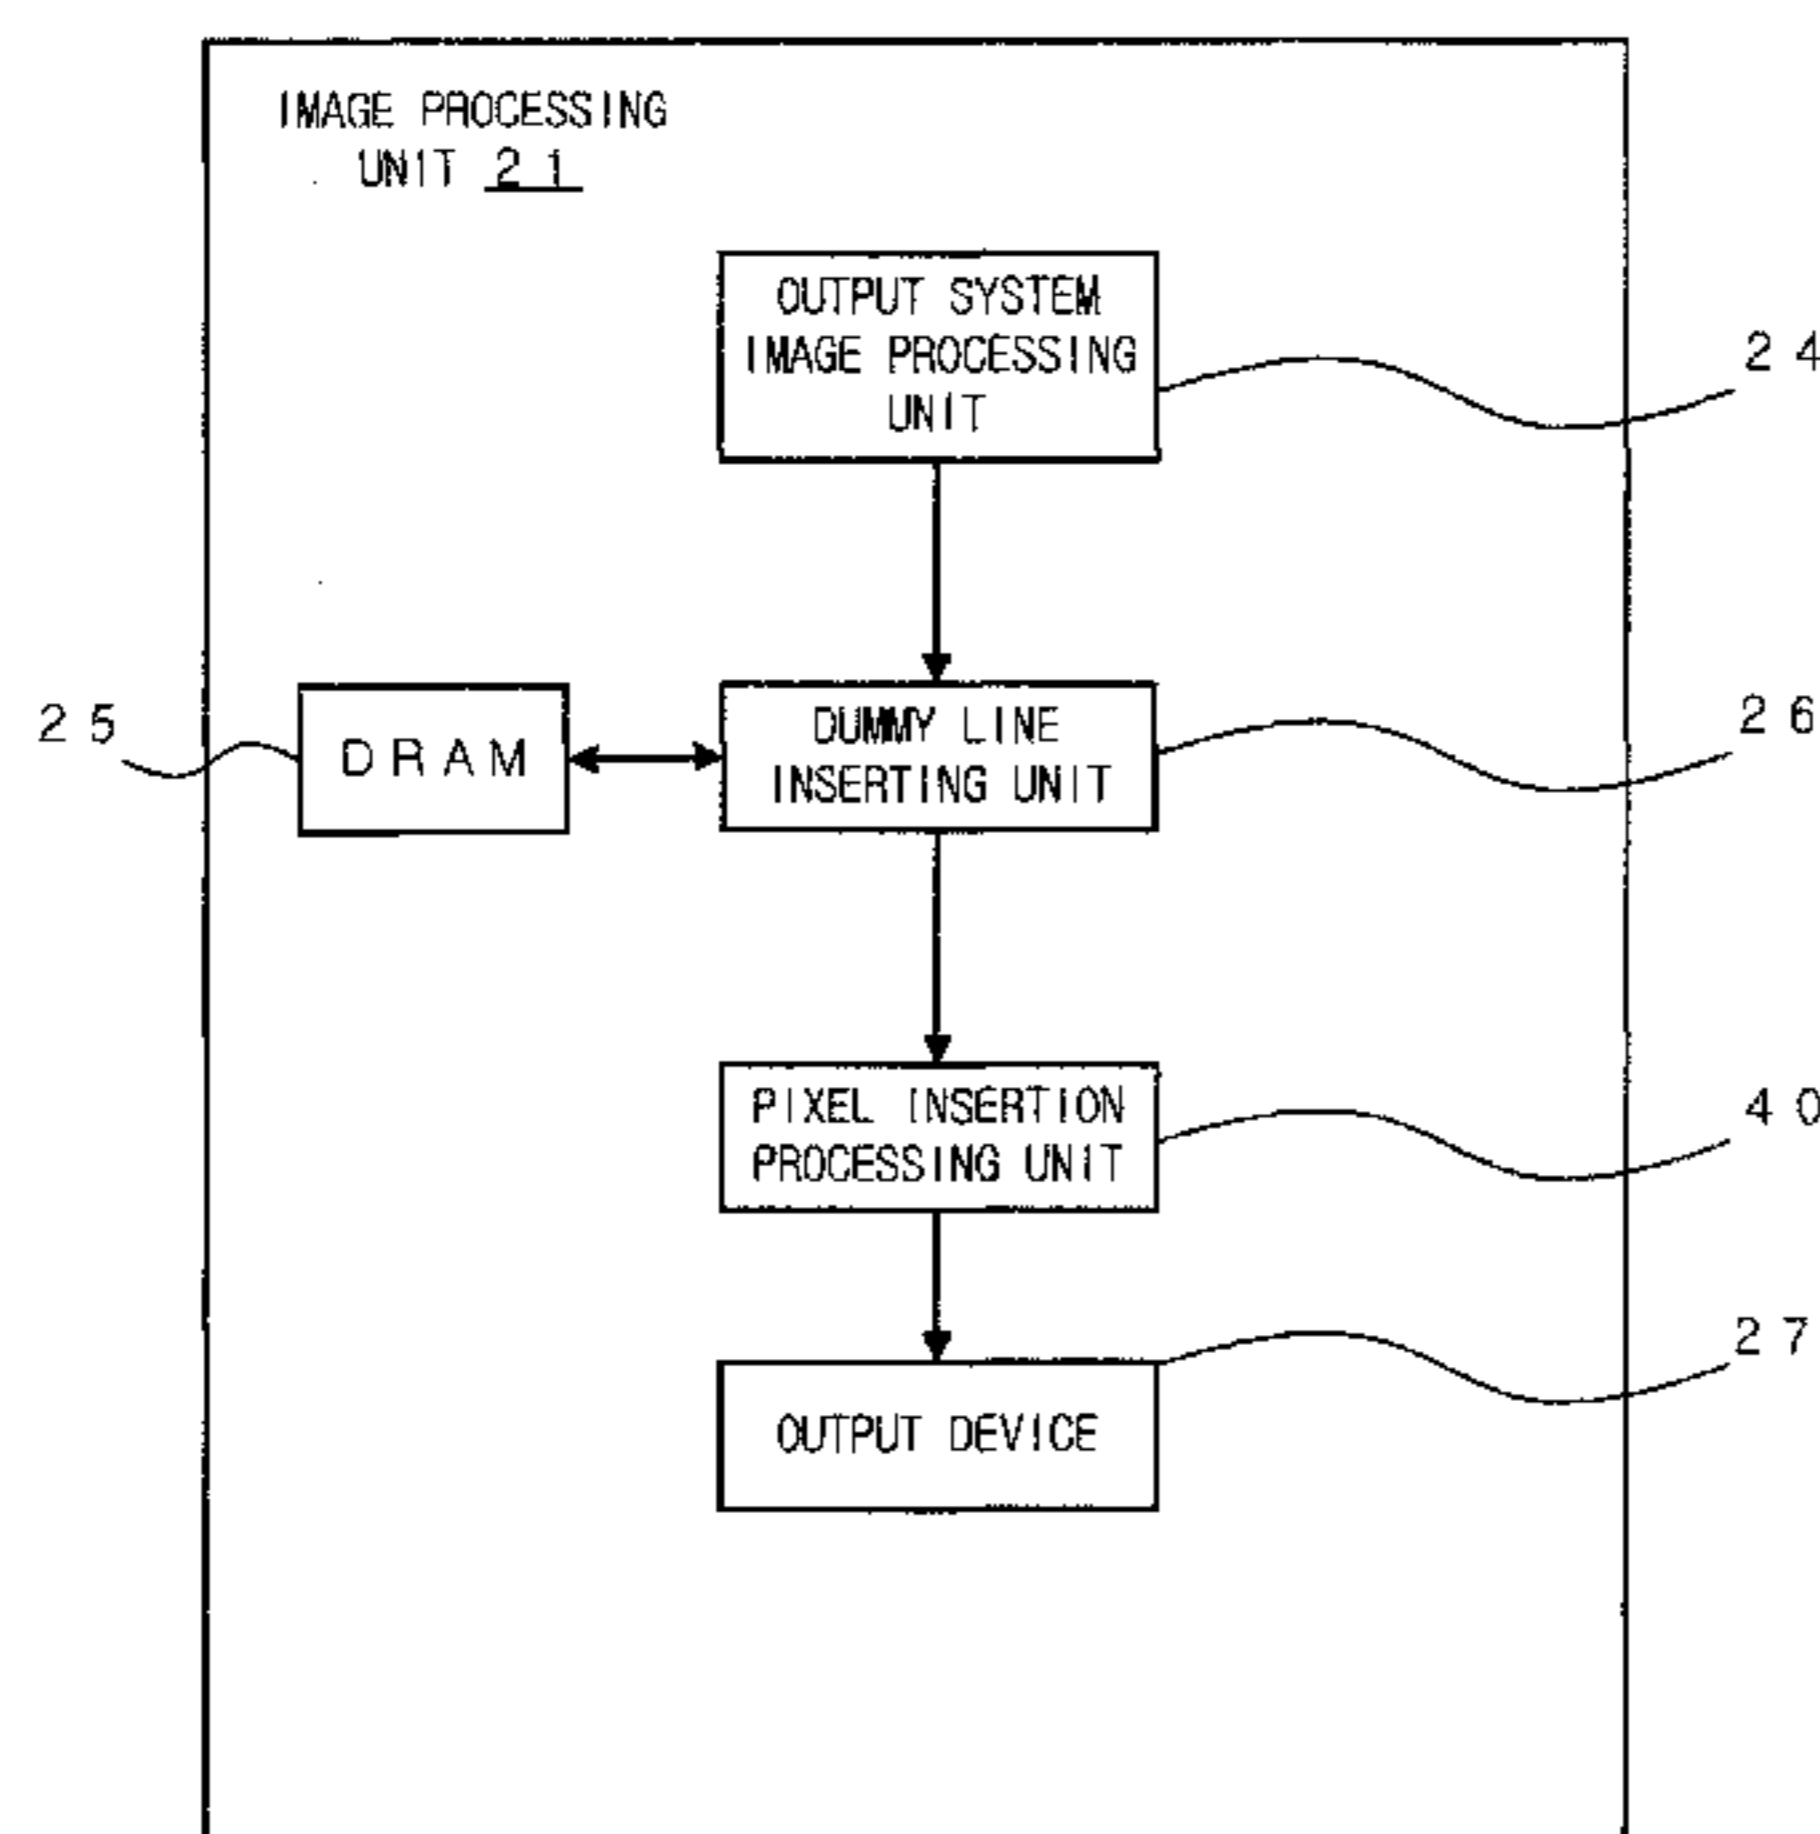 IMAGE PROCESSING
UNIT 21
OUTPUT SYSTEM
IMAGE PROCESSING
UNIT
24
25
DRAM
DUMMY LINE
INSERTING UNIT
26
PIXEL INSERTION
PROCESSING UNIT
40
27
OUTPUT DEVICE